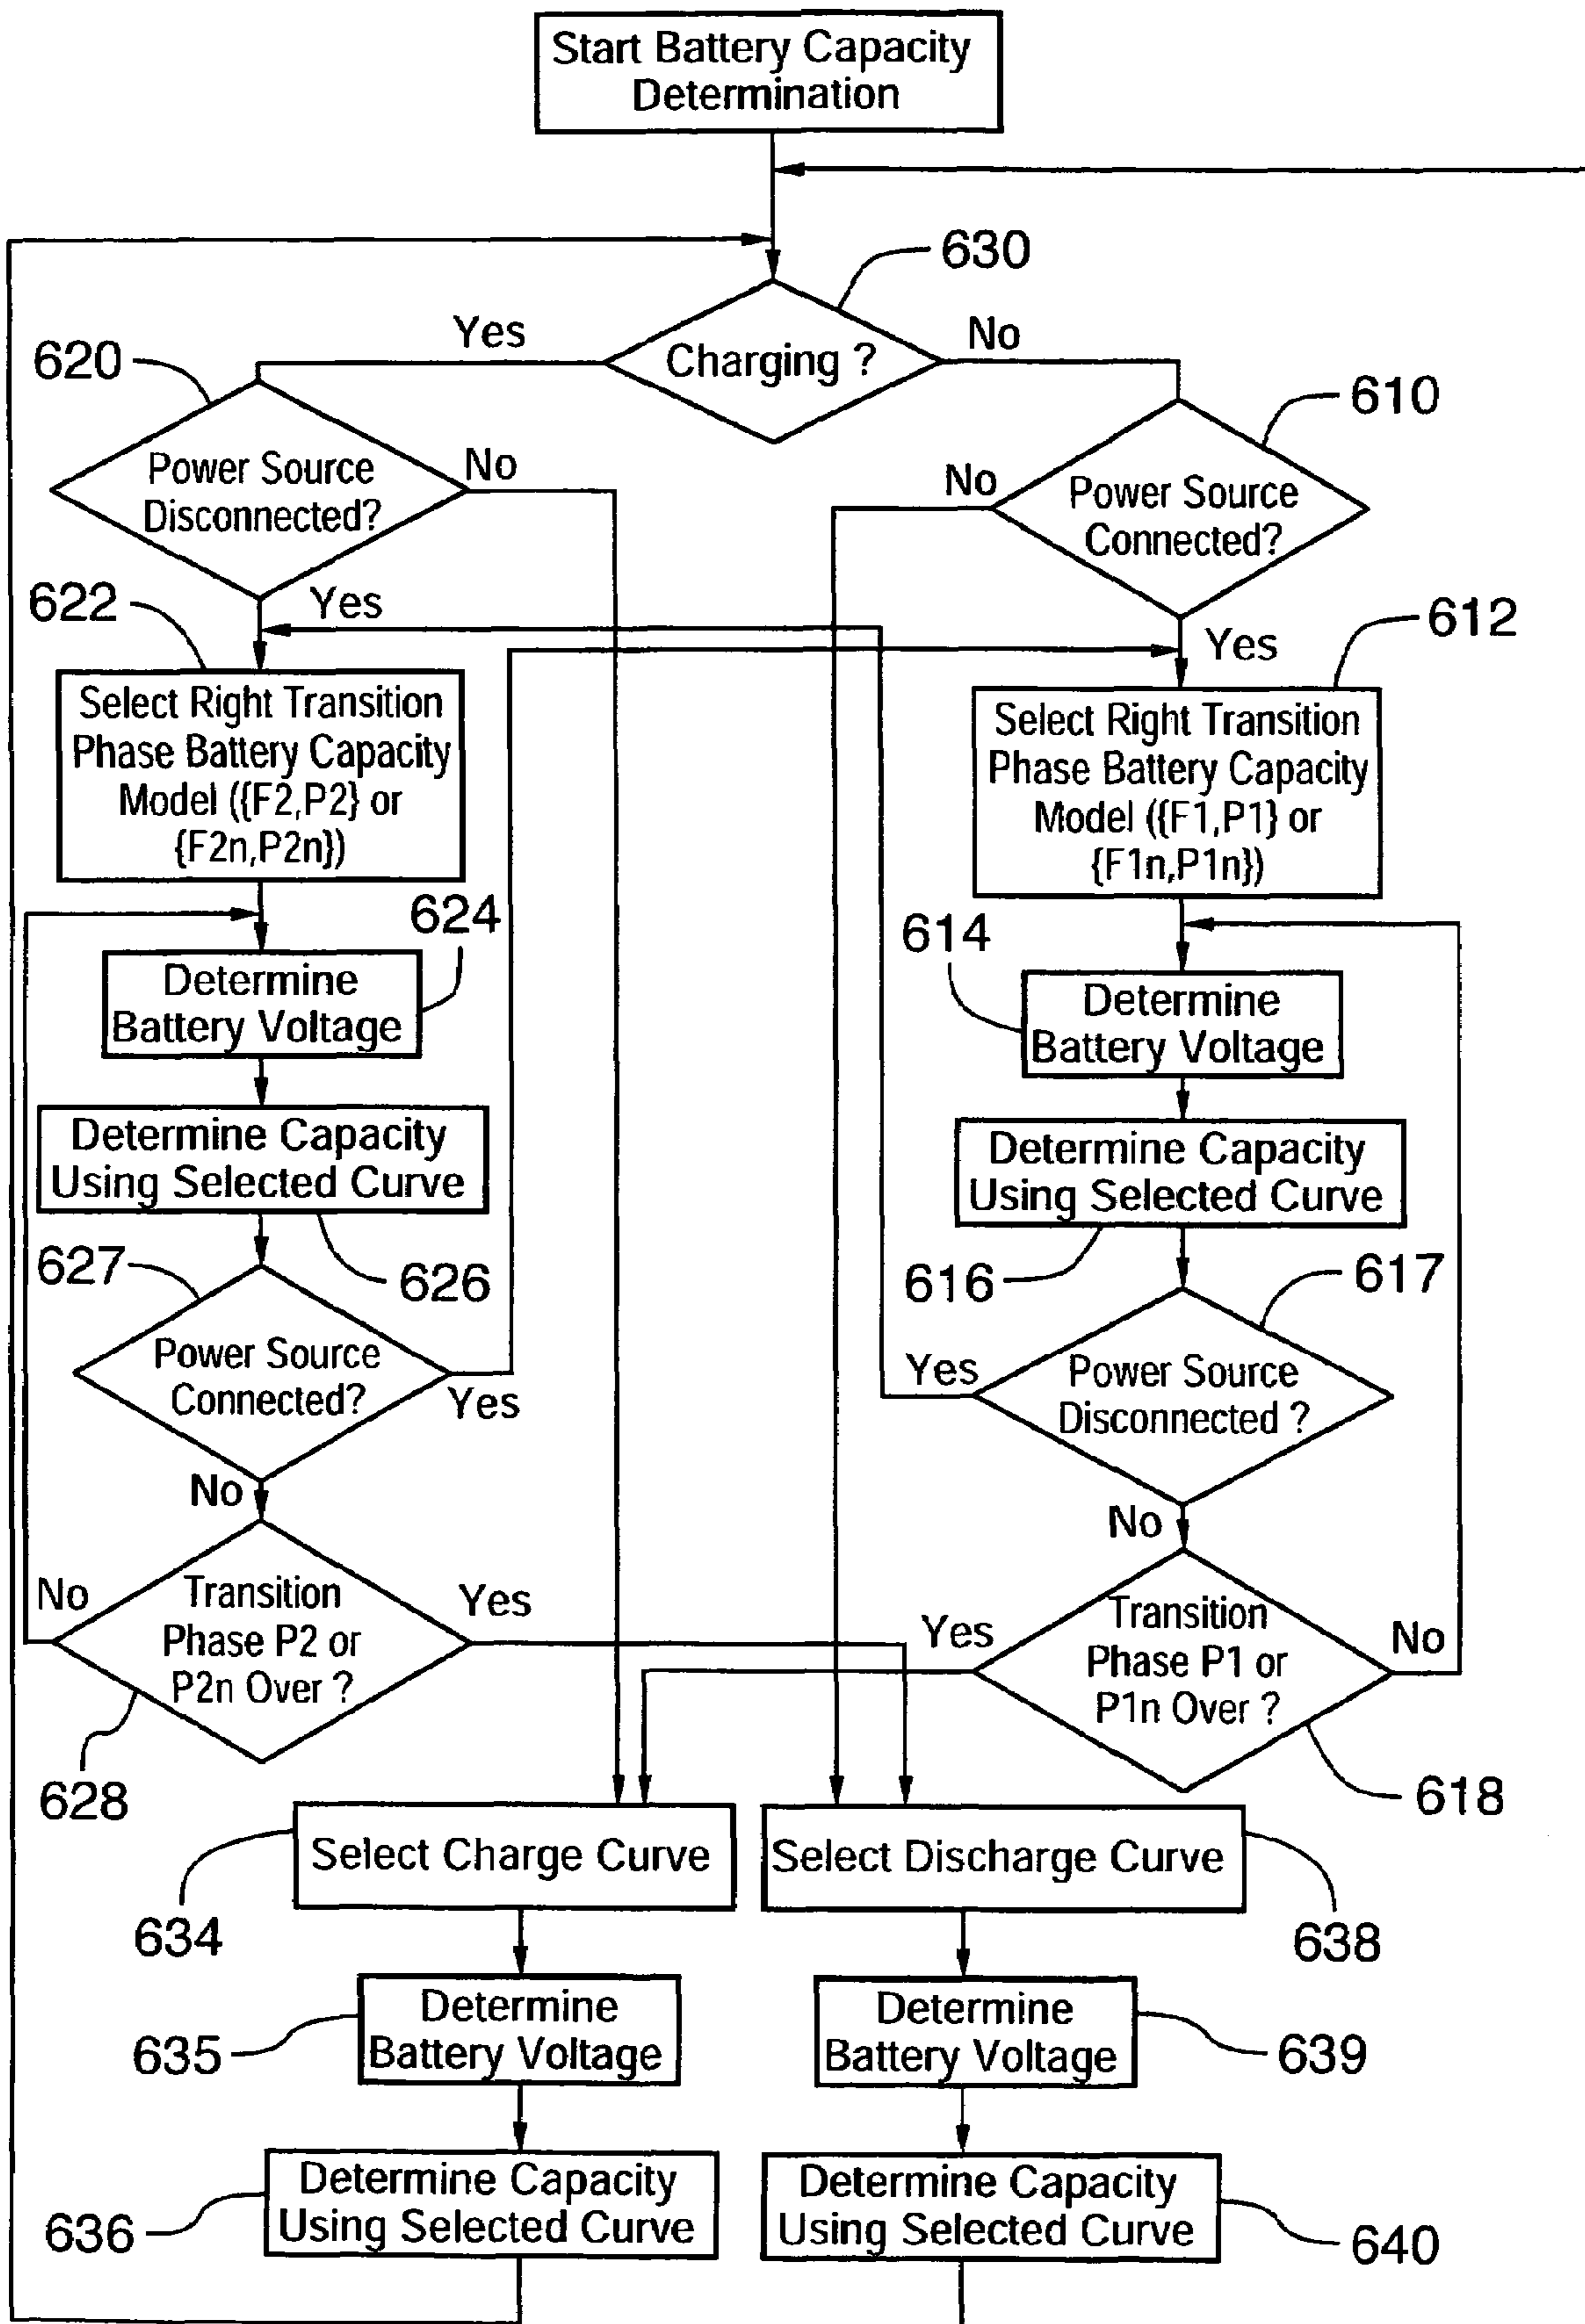 Start Battery Capacity
Determination
630
Yes
No
Charging ?
620
610
Power Source
Disconnected?
No
No
Power Source
Connected?
622
Yes
612
Yes
Select Right Transition
Phase Battery Capacity
Model ({F2,P2} or
{F2n,P2n})
Select Right Transition
Phase Battery Capacity
Model ({F1,P1} or
{F1n,P1n})
624
614
Determine
Battery Voltage
Determine
Battery Voltage
Determine Capacity
Using Selected Curve
Determine Capacity
Using Selected Curve
627
626
616
617
Power Source
Connected?
Yes
Yes
Power Source
Disconnected ?
No
No
No
Transition
Phase P2 or
P2n Over ?
Yes
Yes
Transition
Phase P1 or
P1n Over ?
No
628
618
Select Charge Curve
Select Discharge Curve
634
638
Determine
Battery Voltage
Determine
Battery Voltage
635
639
Determine Capacity
Using Selected Curve
Determine Capacity
Using Selected Curve
636
640